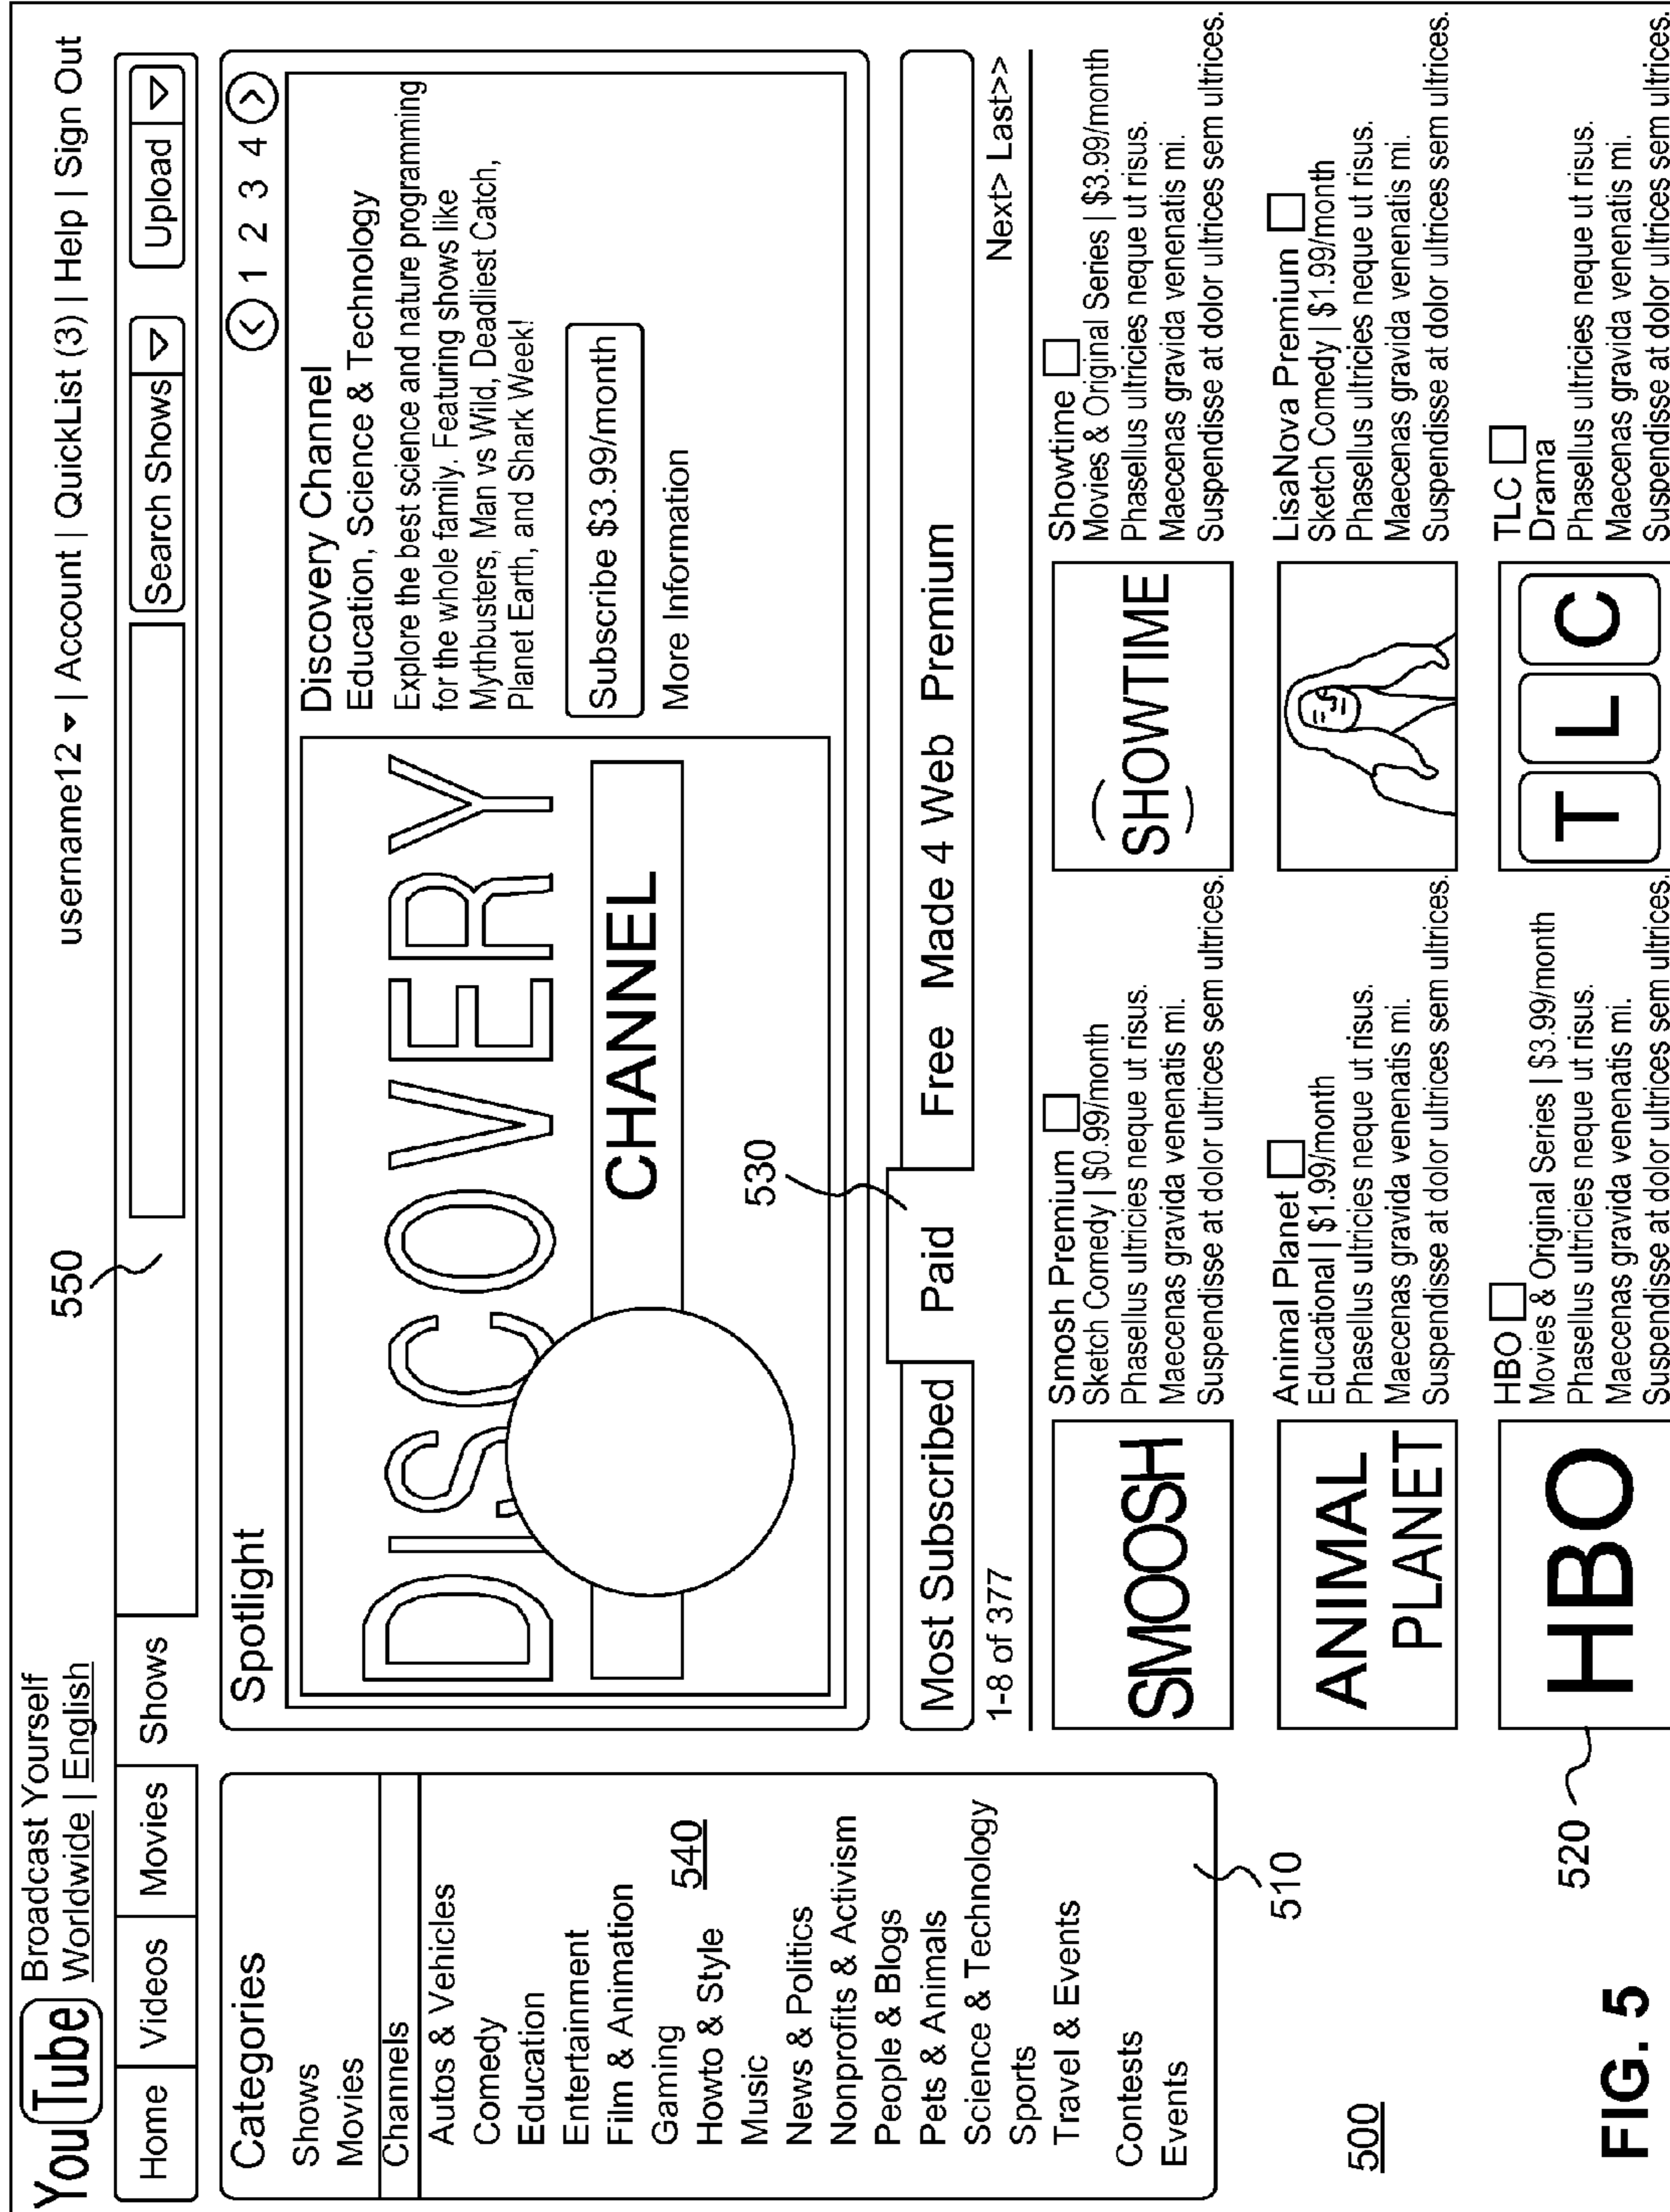 YouTube
Broadcast Yourself
Worldwide | English
username12 | Account | QuickList (3) | Help | Sign Out
550
Home
Videos
Movies
Shows
Search Shows
Upload
Categories
Shows
Movies
Channels
Autos & Vehicles
Comedy
Education
Entertainment
Film & Animation
Gaming
540
Howto & Style
Music
News & Politics
Nonprofits & Activism
People & Blogs
Pets & Animals
Science & Technology
Sports
Travel & Events
Contests
Events
510
500
Spotlight
< 1 2 3 4 >
DISCOVERY
CHANNEL
Discovery Channel
Education, Science & Technology
Explore the best science and nature programming
for the whole family. Featuring shows like
Mythbusters, Man vs Wild, Deadliest Catch,
Planet Earth, and Shark Week!
Subscribe $3.99/month
More Information
530
Most Subscribed
Paid
Free
Made 4 Web
Premium
1-8 of 377
Next> Last>>
SMOOSH
Smosh Premium
Sketch Comedy | $0.99/month
Phasellus ultricies neque ut risus.
Maecenas gravida venenatis mi.
Suspendisse at dolor ultrices sem ultrices.
SHOWTIME
Showtime
Movies & Original Series | $3.99/month
Phasellus ultricies neque ut risus.
Maecenas gravida venenatis mi.
Suspendisse at dolor ultrices sem ultrices.
ANIMAL
PLANET
Animal Planet
Educational | $1.99/month
Phasellus ultricies neque ut risus.
Maecenas gravida venenatis mi.
Suspendisse at dolor ultrices sem ultrices.
LisaNova Premium
Sketch Comedy | $1.99/month
Phasellus ultricies neque ut risus.
Maecenas gravida venenatis mi.
Suspendisse at dolor ultrices sem ultrices.
520
HBO
HBO
Movies & Original Series | $3.99/month
Phasellus ultricies neque ut risus.
Maecenas gravida venenatis mi.
Suspendisse at dolor ultrices sem ultrices.
T L C
TLC
Drama
Phasellus ultricies neque ut risus.
Maecenas gravida venenatis mi.
Suspendisse at dolor ultrices sem ultrices.
FIG. 5